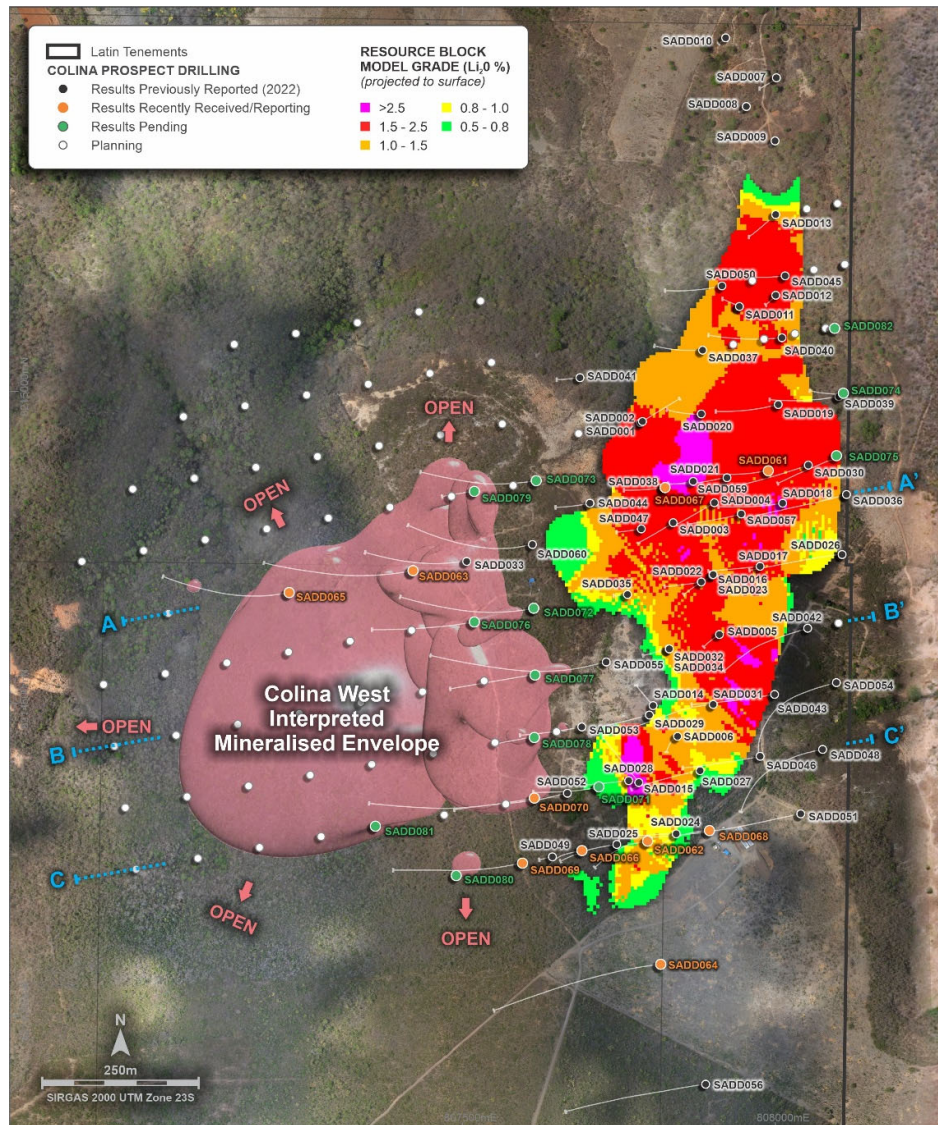 Latin Tenements
COLINA PROSPECT DRILLING
Results Previously Reported (2022)
Results Recently Received/Reporting
Results Pending
Planning
RESOURCE BLOCK
MODEL GRADE (Li₂0 %)
(projected to surface)
>2.5
0.8 - 1.0
1.5 - 2.5
0.5 - 0.8
1.0 - 1.5
SADD010
SADD007
SADD008
SADD009
SADD013
SADD050
SADD045
SADD012
SADD011
SADD082
SADD040
SADD037
SADD041
SADD074
SADD039
SADD019
SADD002
SADD020
SADD001
OPEN
SADD075
SADD061
SADD030
SADD021
SADD073
SADD038
SADD059
A'
SADD079
SADD067
SADD036
OPEN
SADD018
SADD004
SADD044
SADD057
SADD047
SADD003
SADD060
SADD026
SADD033
SADD017
SADD063
SADD022
SADD016
SADD023
SADD065
SADD035
SADD072
A
B'
SADD042
SADD076
SADD005
SADD032
SADD055
SADD034
SADD077
SADD054
Colina West
Interpreted
Mineralised Envelope
SADD014
SADD031
SADD043
OPEN
SADD029
SADD053
SADD006
SADD078
C'
B
SADD048
SADD046
SADD028
SADD027
SADD052
SADD015
SADD071
SADD070
SADD051
SADD081
SADD024
SADD025
SADD068
SADD049
SADD066
SADD062
SADD069
C
SADD080
OPEN
OPEN
SADD064
N
250m
SIRGAS 2000 UTM Zone 23S
SADD056
807500mE
808000mE